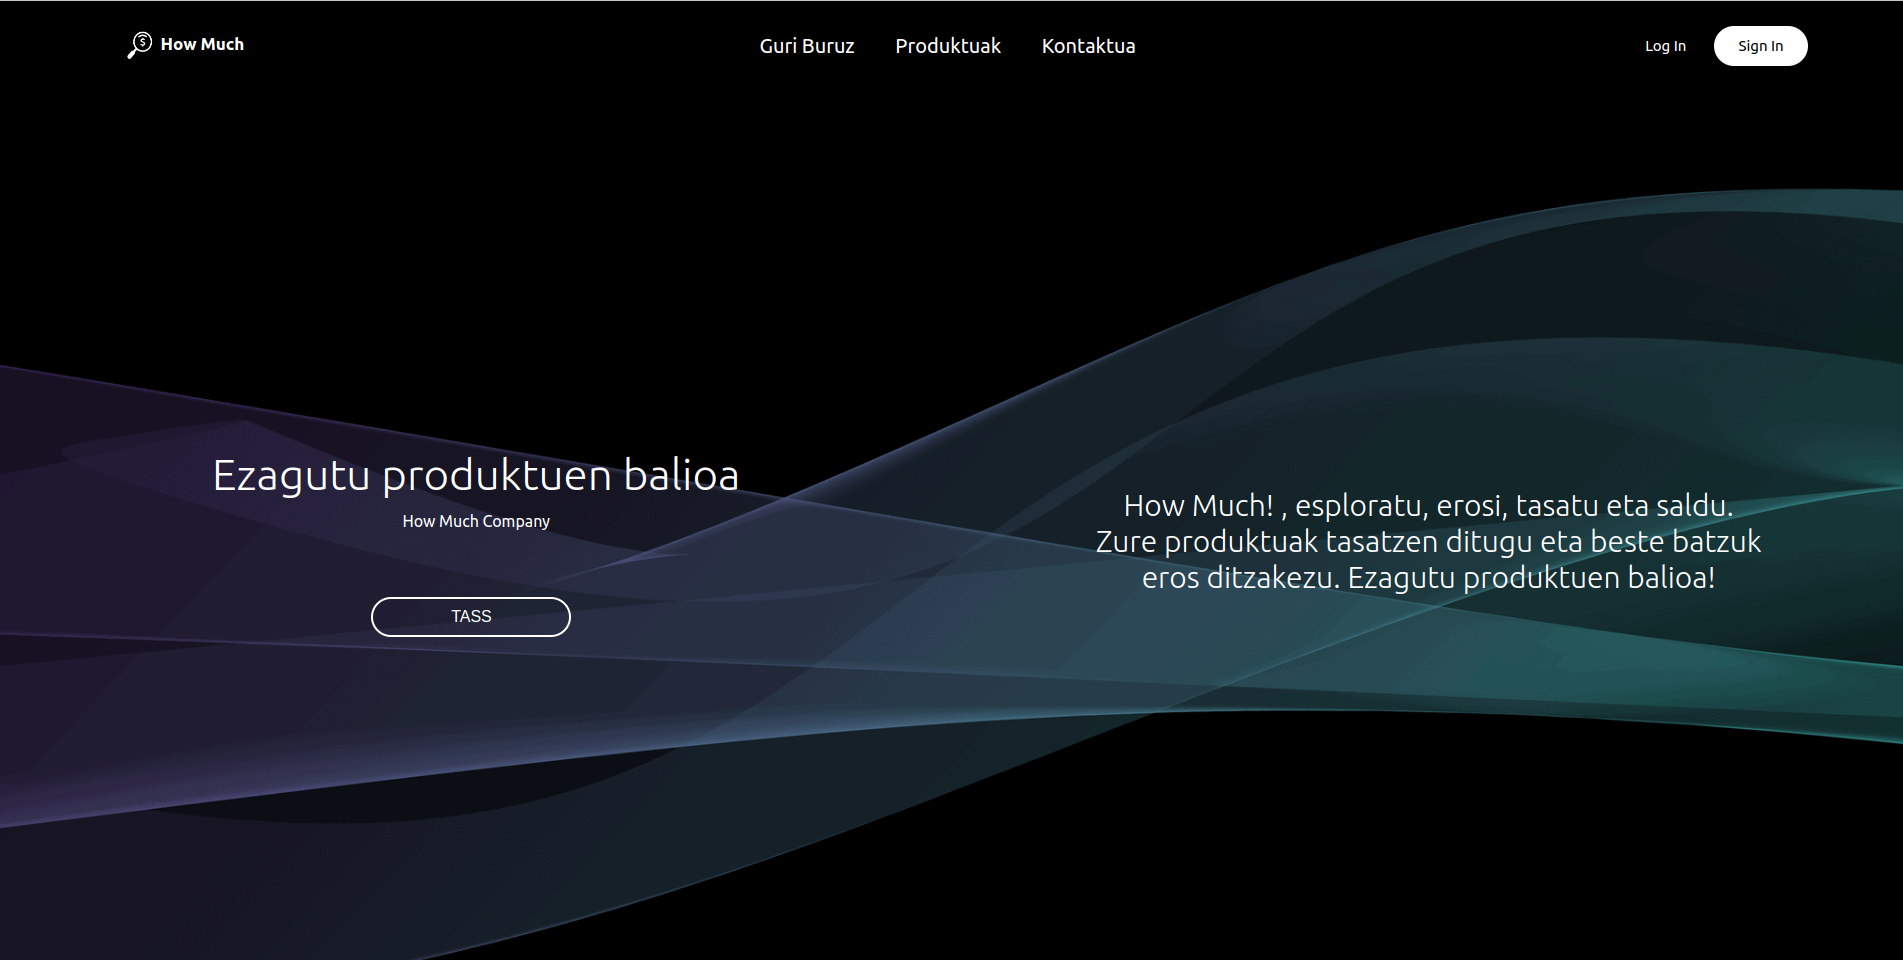 How Much
Guri Buruz
Produktuak
Kontaktua
Log In
Sign In
Ezagutu produktuen balioa
How Much Company
TASS
How Much! , esploratu, erosi, tasatu eta saldu.
Zure produktuak tasatzen ditugu eta beste batzuk
eros ditzakezu. Ezagutu produktuen balioa!